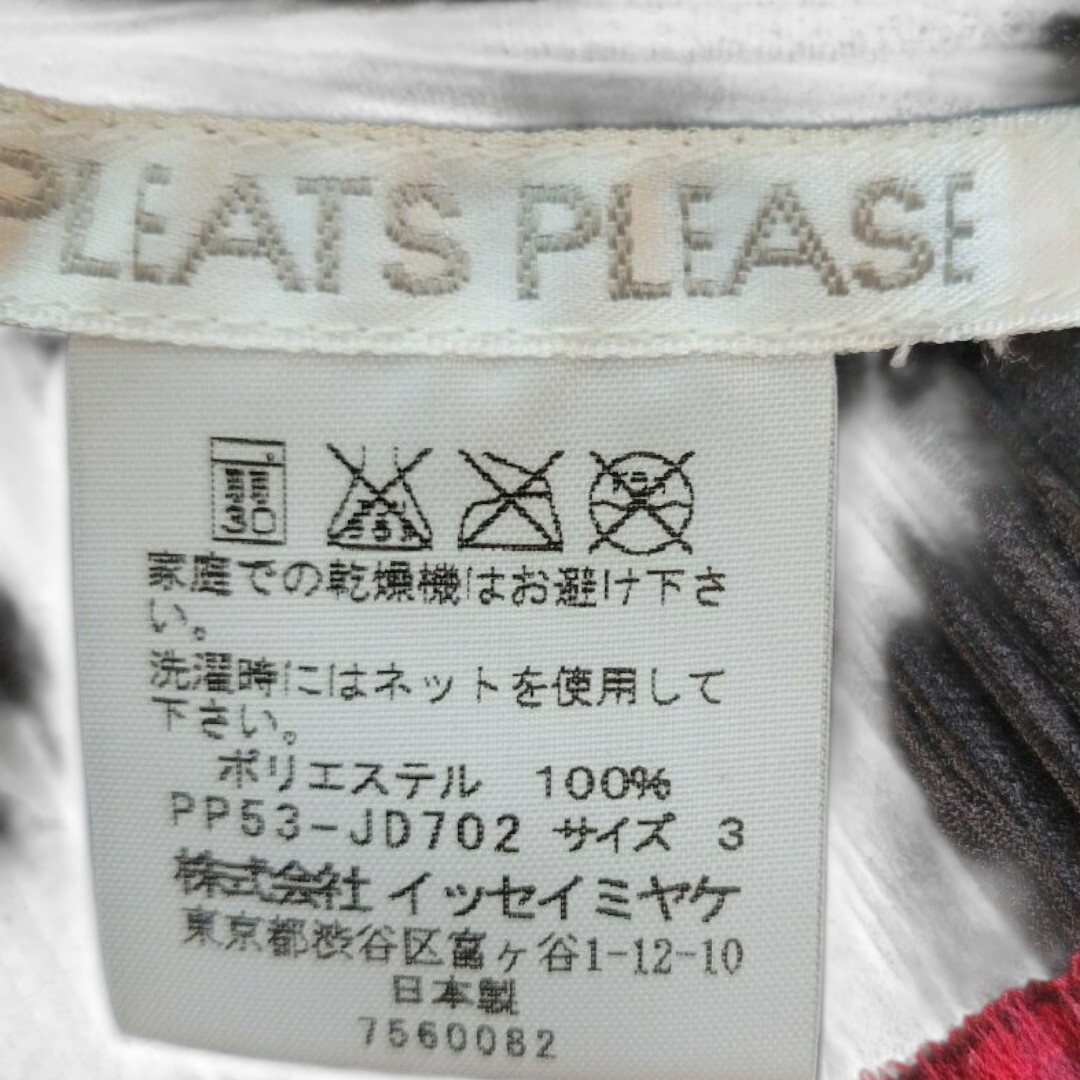 PLEATS PLEASE
家庭での乾燥機はお避け下さ
い。
洗濯時にはネットを使用して
下さい。
ポリエステル 100%
PP53-JD702 サイズ 3
株式会社イッセイミヤケ
東京都渋谷区富ヶ谷1-12-10
日本製
7560082